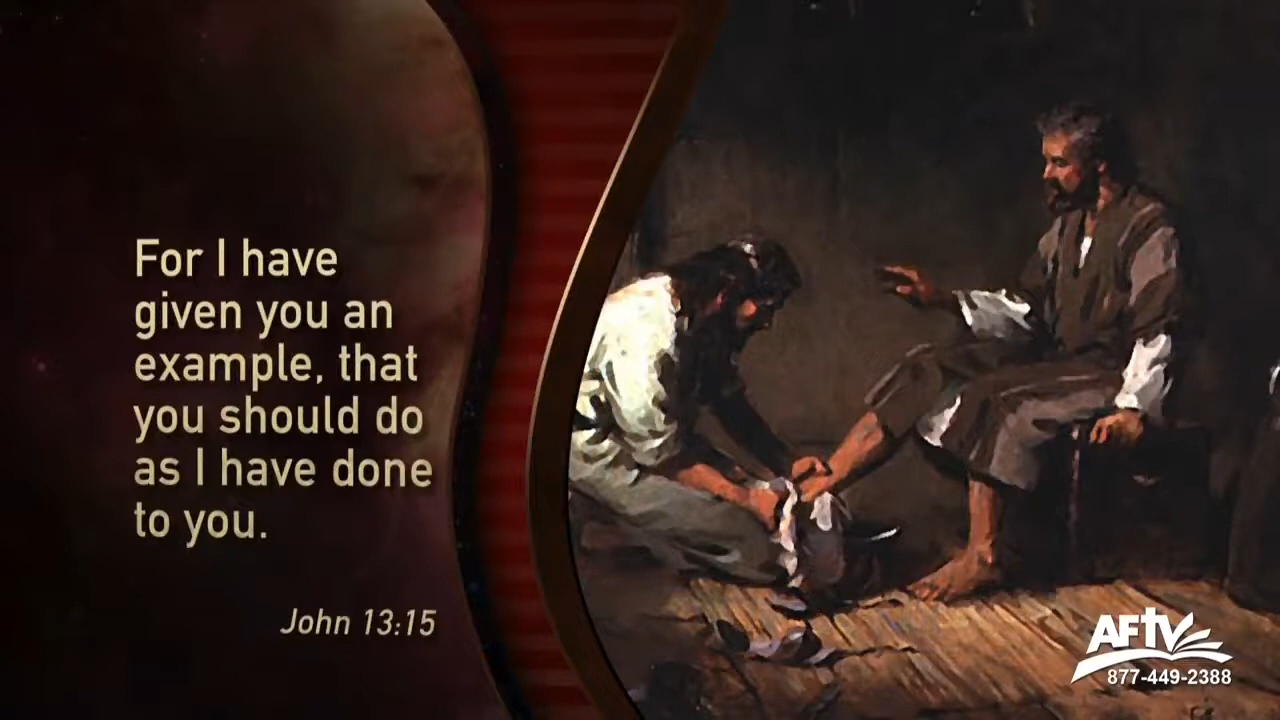 For I have
given you an
example, that
you should do
as I have done
to you.
John 13:15
AFTV
877-449-2388